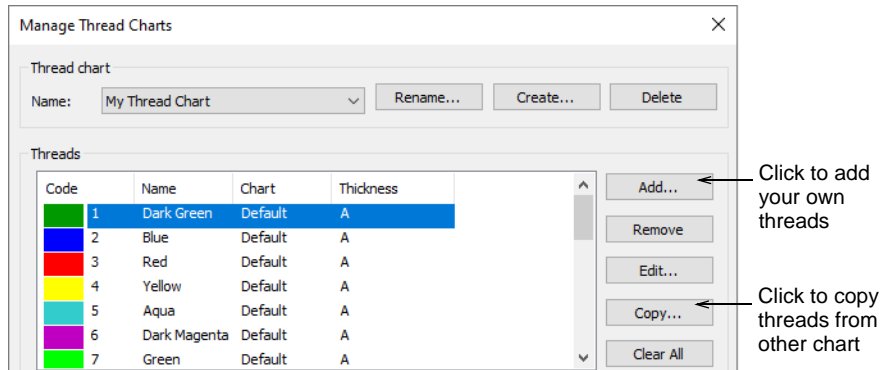 Manage Thread Charts
Thread chart
Name: My Thread Chart Rename... Create... Delete
Threads
Code Name Chart Thickness
1 Dark Green Default A
2 Blue Default A
3 Red Default A
4 Yellow Default A
5 Aqua Default A
6 Dark Magenta Default A
7 Green Default A
Add...
Remove
Edit...
Copy...
Clear All
Click to add
your own
threads
Click to copy
threads from
other chart